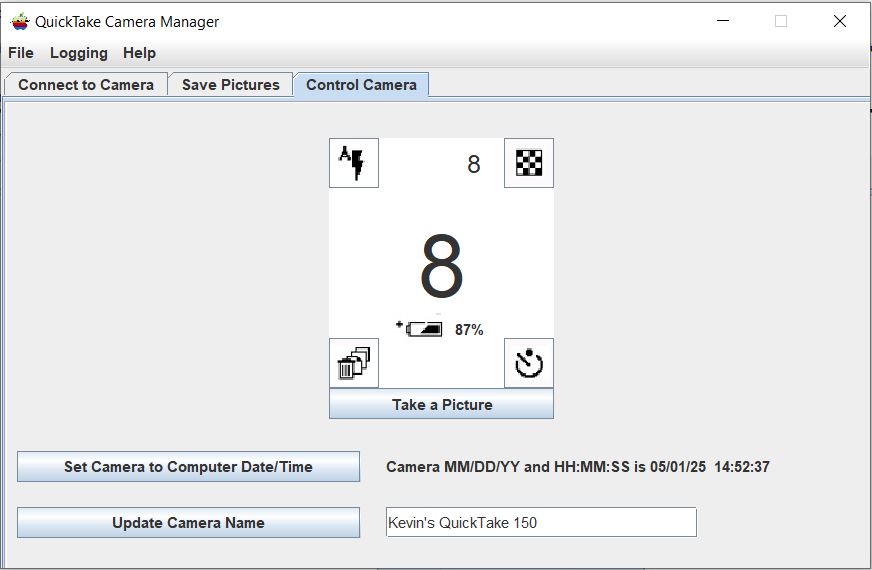 QuickTake Camera Manager
File Logging Help
Connect to Camera Save Pictures Control Camera
A 8
8
87%
Take a Picture
Set Camera to Computer Date/Time Camera MM/DD/YY and HH:MM:SS is 05/01/25 14:52:37
Update Camera Name Kevin's QuickTake 150